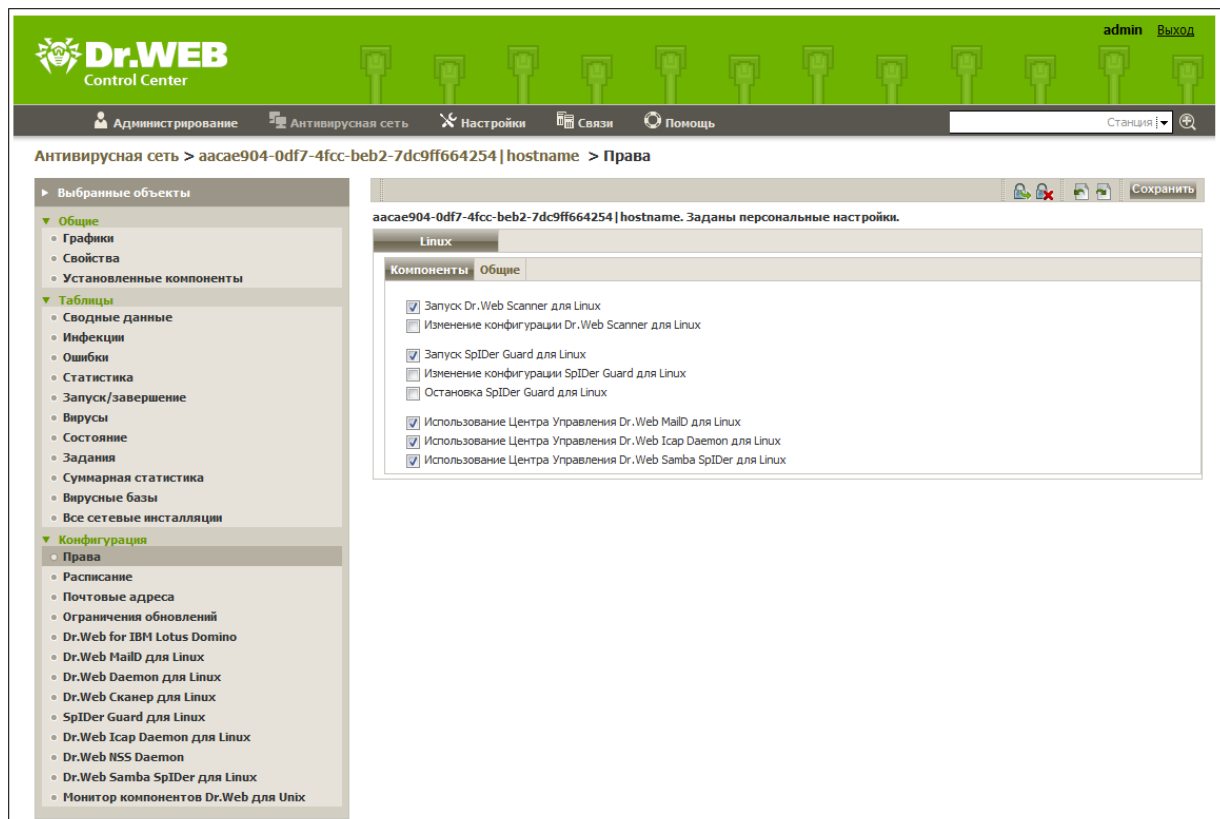 admin Выход
Dr.WEB
Control Center
Администрирование Антивирусная сеть Настройки Связи Помощь Станция
Антивирусная сеть > aacae904-0df7-4fcc-beb2-7dc9ff664254|hostname > Права
Выбранные объекты
Общие
Графики
Свойства
Установленные компоненты
Таблицы
Сводные данные
Инфекции
Ошибки
Статистика
Запуск/завершение
Вирусы
Состояние
Задания
Суммарная статистика
Вирусные базы
Все сетевые инсталляции
Конфигурация
Права
Расписание
Почтовые адреса
Ограничения обновлений
Dr.Web for IBM Lotus Domino
Dr.Web MailD для Linux
Dr.Web Daemon для Linux
Dr.Web Сканер для Linux
SpIDer Guard для Linux
Dr.Web Icap Daemon для Linux
Dr.Web NSS Daemon
Dr.Web Samba SpIDer для Linux
Монитор компонентов Dr.Web для Unix
Сохранить
aacae904-0df7-4fcc-beb2-7dc9ff664254|hostname. Заданы персональные настройки.
Linux
Компоненты Общие
Запуск Dr.Web Scanner для Linux
Изменение конфигурации Dr.Web Scanner для Linux
Запуск SpIDer Guard для Linux
Изменение конфигурации SpIDer Guard для Linux
Остановка SpIDer Guard для Linux
Использование Центра Управления Dr.Web MailD для Linux
Использование Центра Управления Dr.Web Icap Daemon для Linux
Использование Центра Управления Dr.Web Samba SpIDer для Linux